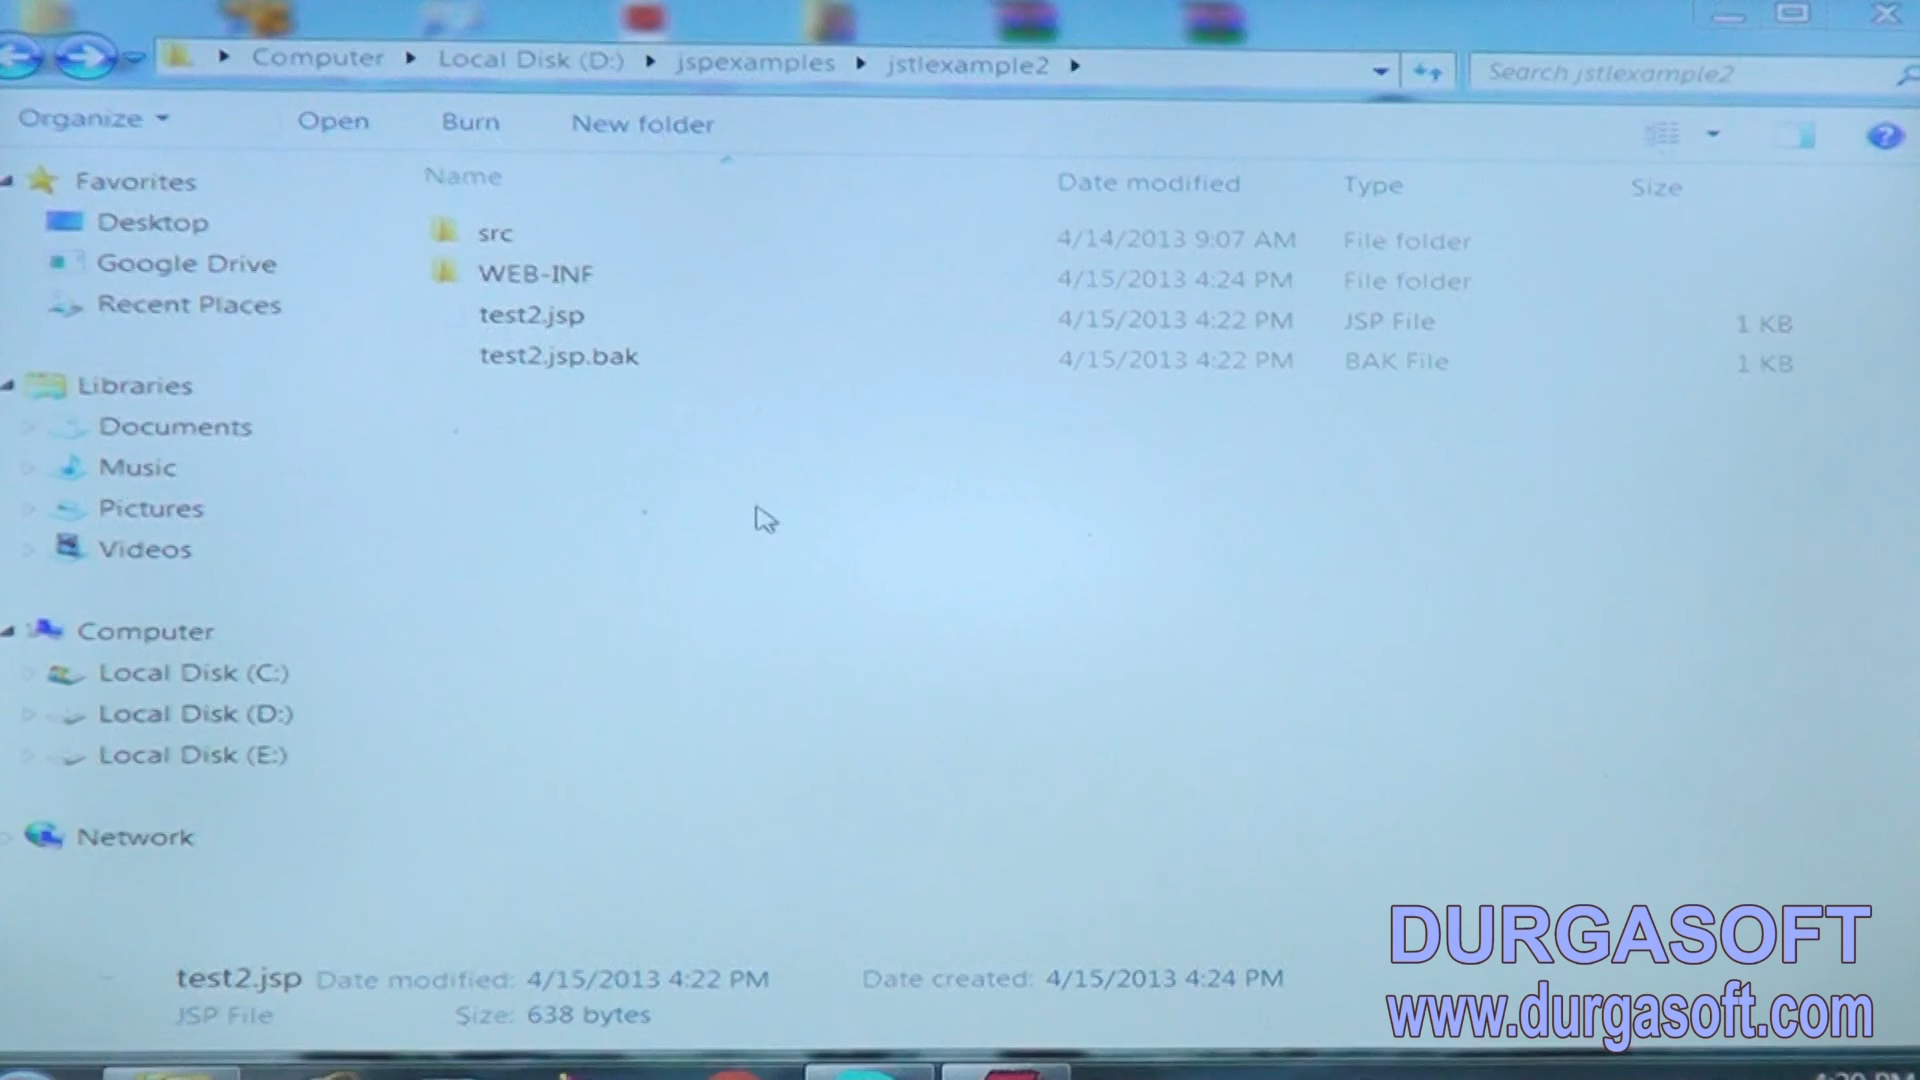 Computer ▸ Local Disk (D:) ▸ jspexamples ▸ jstlexample2 ▸
Search jstlexample2
Organize
Open
Burn
New folder
Name
Date modified
Type
Size
Favorites
Desktop
Google Drive
Recent Places
Libraries
Documents
Music
Pictures
Videos
Computer
Local Disk (C:)
Local Disk (D:)
Local Disk (E:)
Network
src 4/14/2013 9:07 AM File folder
WEB-INF 4/15/2013 4:24 PM File folder
test2.jsp 4/15/2013 4:22 PM JSP File 1 KB
test2.jsp.bak 4/15/2013 4:22 PM BAK File 1 KB
test2.jsp Date modified: 4/15/2013 4:22 PM Date created: 4/15/2013 4:24 PM
JSP File Size: 638 bytes
DURGASOFT
www.durgasoft.com